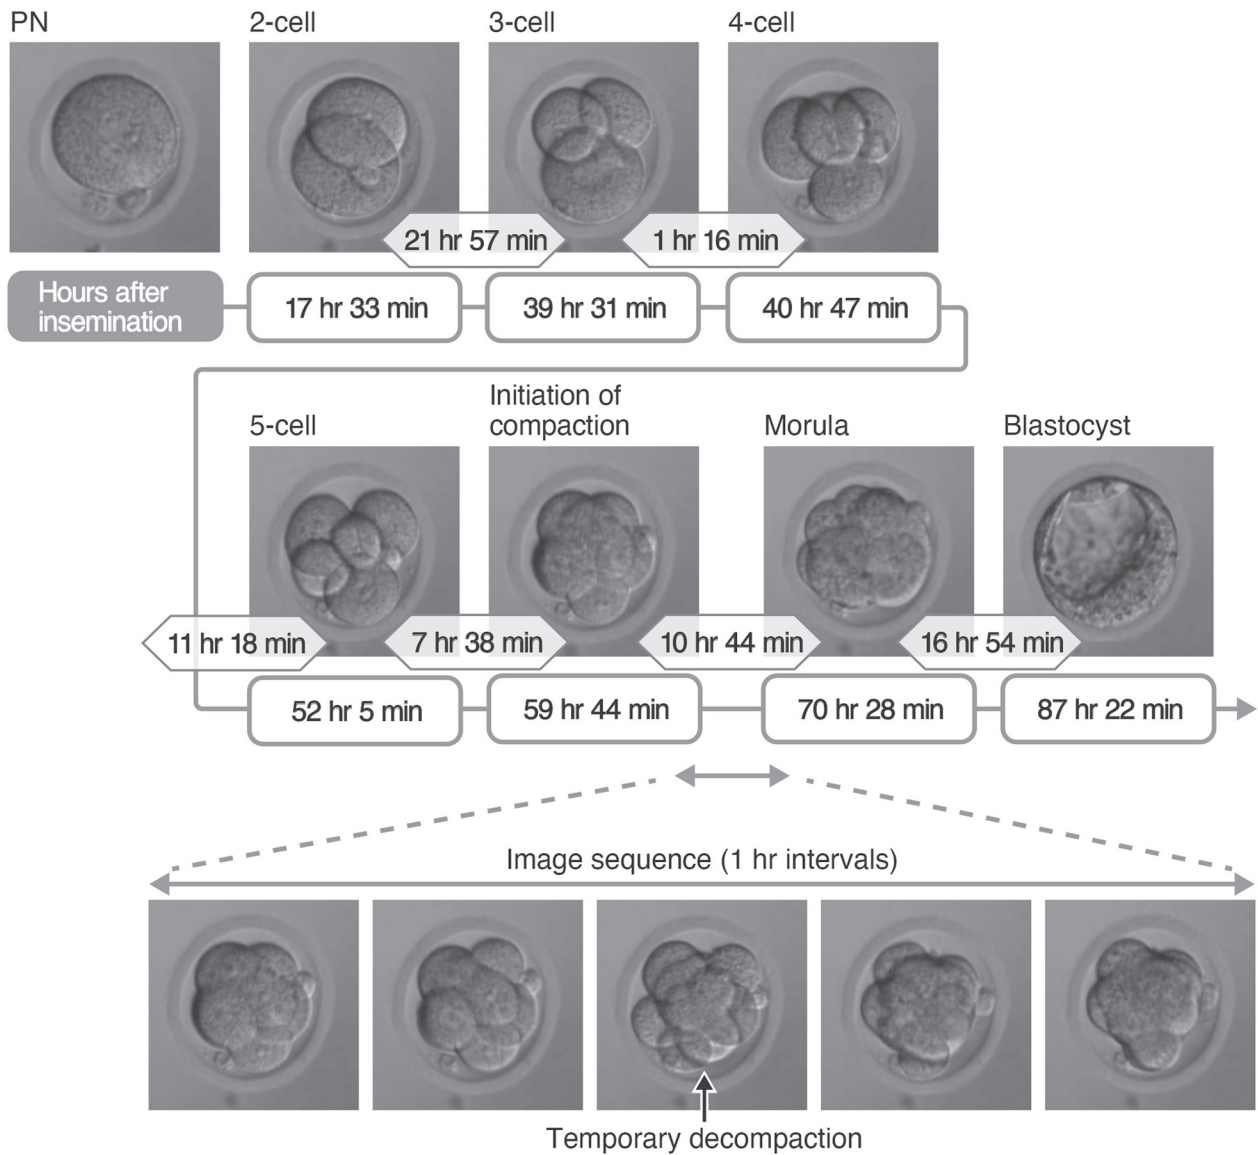 PN
2-cell
3-cell
4-cell
21 hr 57 min
1 hr 16 min
Hours after
insemination
17 hr 33 min
39 hr 31 min
40 hr 47 min
5-cell
Initiation of
compaction
Morula
Blastocyst
11 hr 18 min
7 hr 38 min
10 hr 44 min
16 hr 54 min
52 hr 5 min
59 hr 44 min
70 hr 28 min
87 hr 22 min
Image sequence (1 hr intervals)
Temporary decompaction